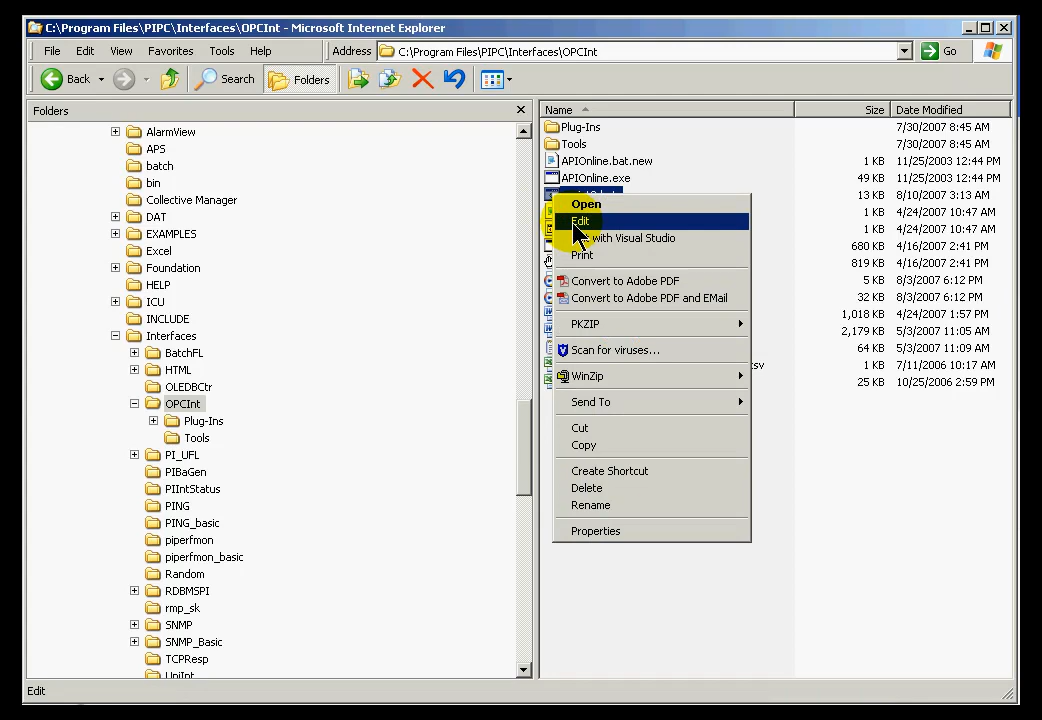 C:\Program Files\PIPC\Interfaces\OPCInt - Microsoft Internet Explorer
File Edit View Favorites Tools Help Address C:\Program Files\PIPC\Interfaces\OPCInt Go
Back Search Folders
Folders
AlarmView
APS
batch
bin
Collective Manager
DAT
EXAMPLES
Excel
Foundation
HELP
ICU
INCLUDE
Interfaces
BatchFL
HTML
OLEDBCtr
OPCInt
Plug-Ins
Tools
PI_UFL
PIBaGen
PIIntStatus
PING
PING_basic
piperfmon
piperfmon_basic
Random
RDBMSPI
rmp_sk
SNMP
SNMP_Basic
TCPResp
UniInt
Name Size Date Modified
Plug-Ins 7/30/2007 8:45 AM
Tools 7/30/2007 8:45 AM
APIOnline.bat.new 1 KB 11/25/2003 12:44 PM
APIOnline.exe 49 KB 11/25/2003 12:44 PM
13 KB 8/10/2007 3:13 AM
1 KB 4/24/2007 10:47 AM
1 KB 4/24/2007 10:47 AM
680 KB 4/16/2007 2:41 PM
819 KB 4/16/2007 2:41 PM
5 KB 8/3/2007 6:12 PM
32 KB 8/3/2007 6:12 PM
1,018 KB 4/24/2007 1:57 PM
2,179 KB 5/3/2007 11:05 AM
64 KB 5/3/2007 11:09 AM
sv 1 KB 7/11/2006 10:17 AM
25 KB 10/25/2006 2:59 PM
Open
Edit
with Visual Studio
Print
Convert to Adobe PDF
Convert to Adobe PDF and EMail
PKZIP
Scan for viruses...
WinZip
Send To
Cut
Copy
Create Shortcut
Delete
Rename
Properties
Edit